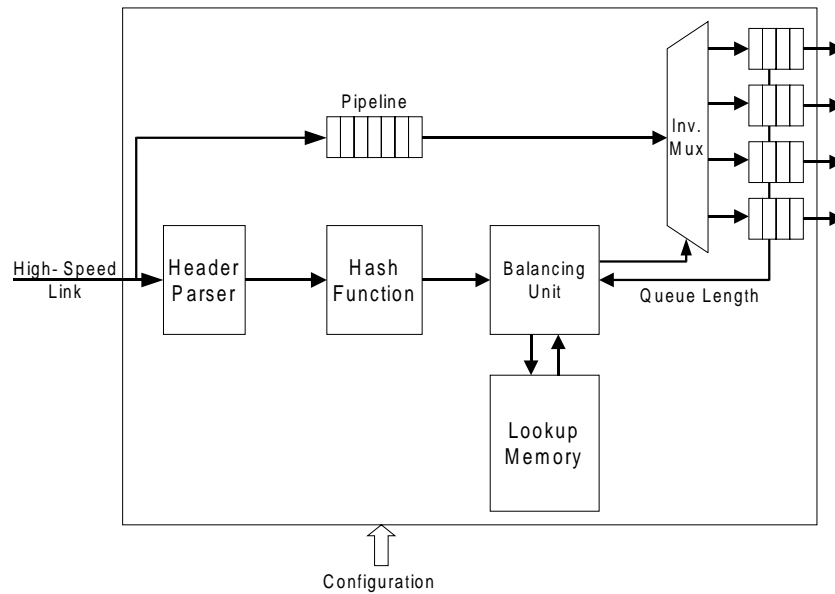 Pipeline
Inv.
Mux
High-Speed
Link
Header
Parser
Hash
Function
Balancing
Unit
Queue Length
Lookup
Memory
Configuration